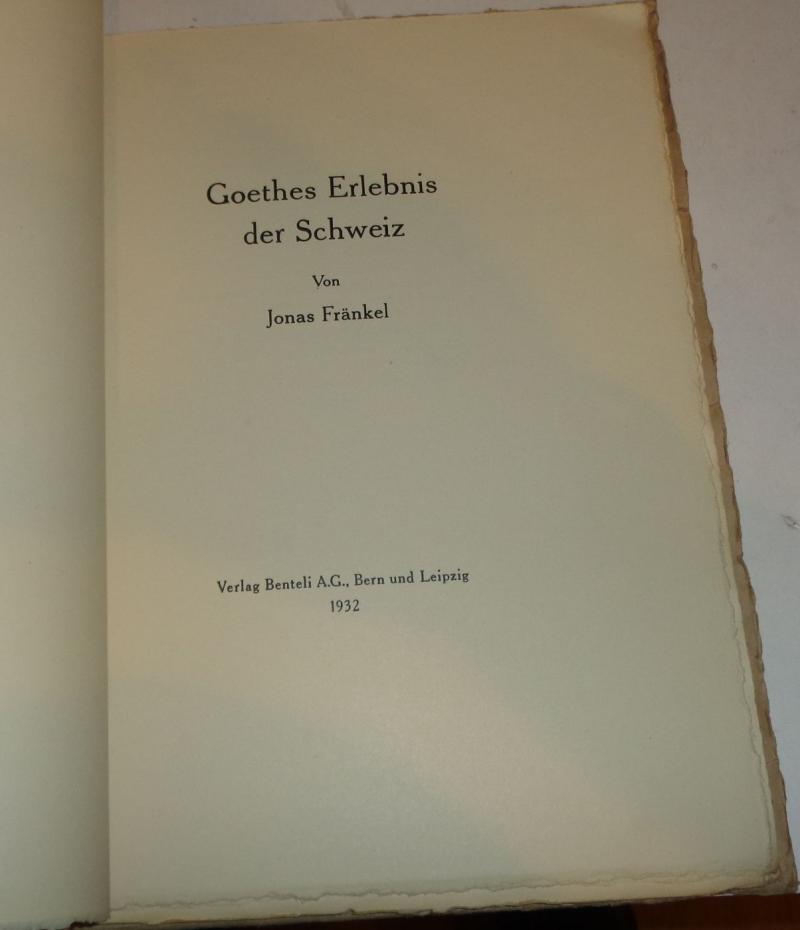 Goethes Erlebnis
der Schweiz
Von
Jonas Fränkel
Verlag Benteli A.G., Bern und Leipzig
1932